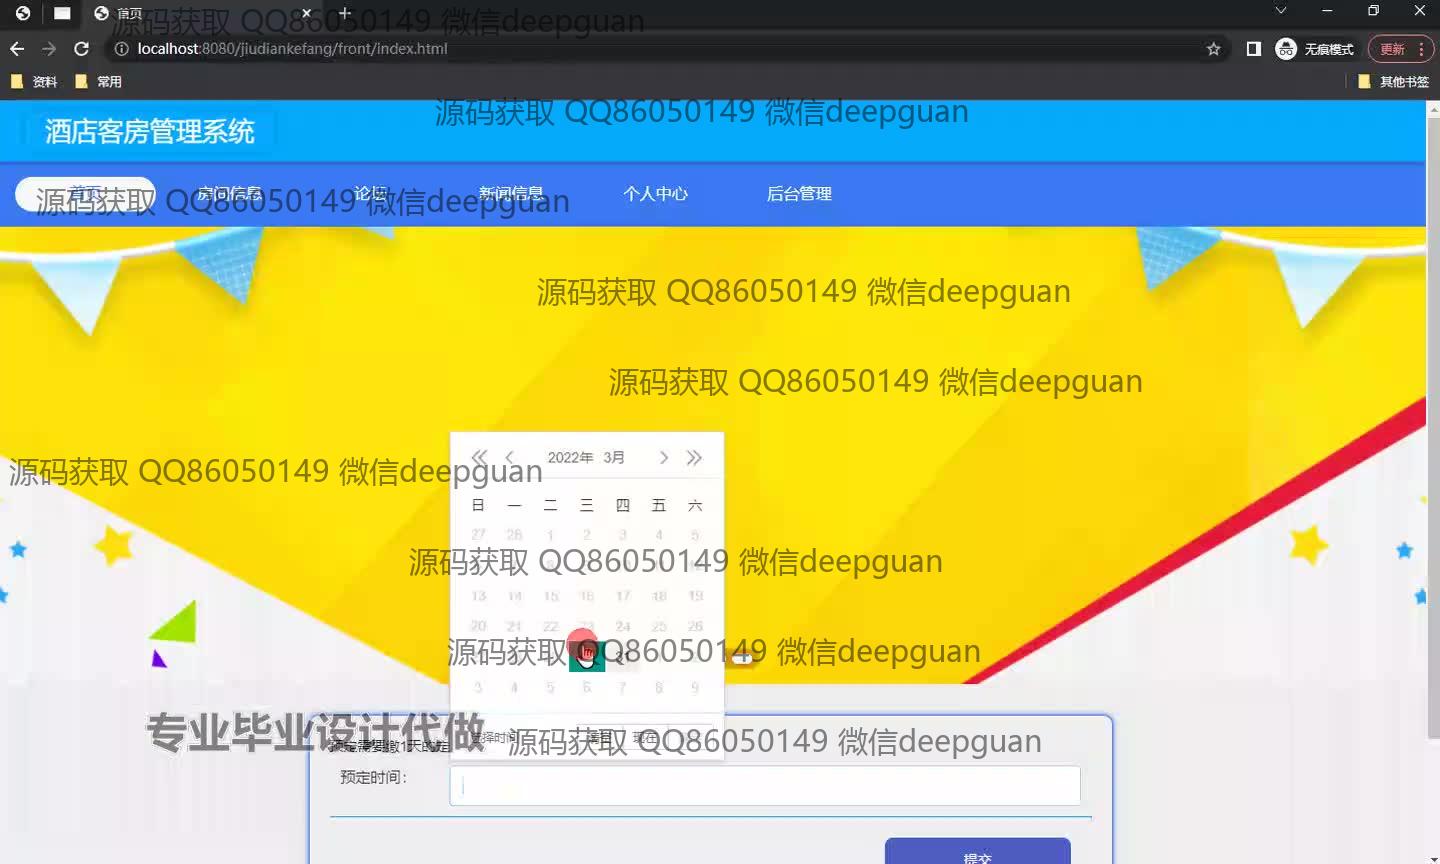 首页
源码获取 QQ86050149 微信deepguan
localhost:8080/jiudiankefang/front/index.html
无痕模式
更新
资料
常用
其他书签
源码获取 QQ86050149 微信deepguan
酒店客房管理系统
首页
房间信息
论坛
新闻信息
个人中心
后台管理
源码获取 QQ86050149 微信deepguan
源码获取 QQ86050149 微信deepguan
源码获取 QQ86050149 微信deepguan
2022年 3月
源码获取 QQ86050149 微信deepguan
日 一 二 三 四 五 六
27 28 1 2 3 4 5
源码获取 QQ86050149 微信deepguan
13 14 15 16 17 18 19
20 21 22 23 24 25 26
源码获取 QQ86050149 微信deepguan
3 4 5 6 7 8 9
专业毕业设计代做
选择时间
现在
源码获取 QQ86050149 微信deepguan
预定时间：
提交